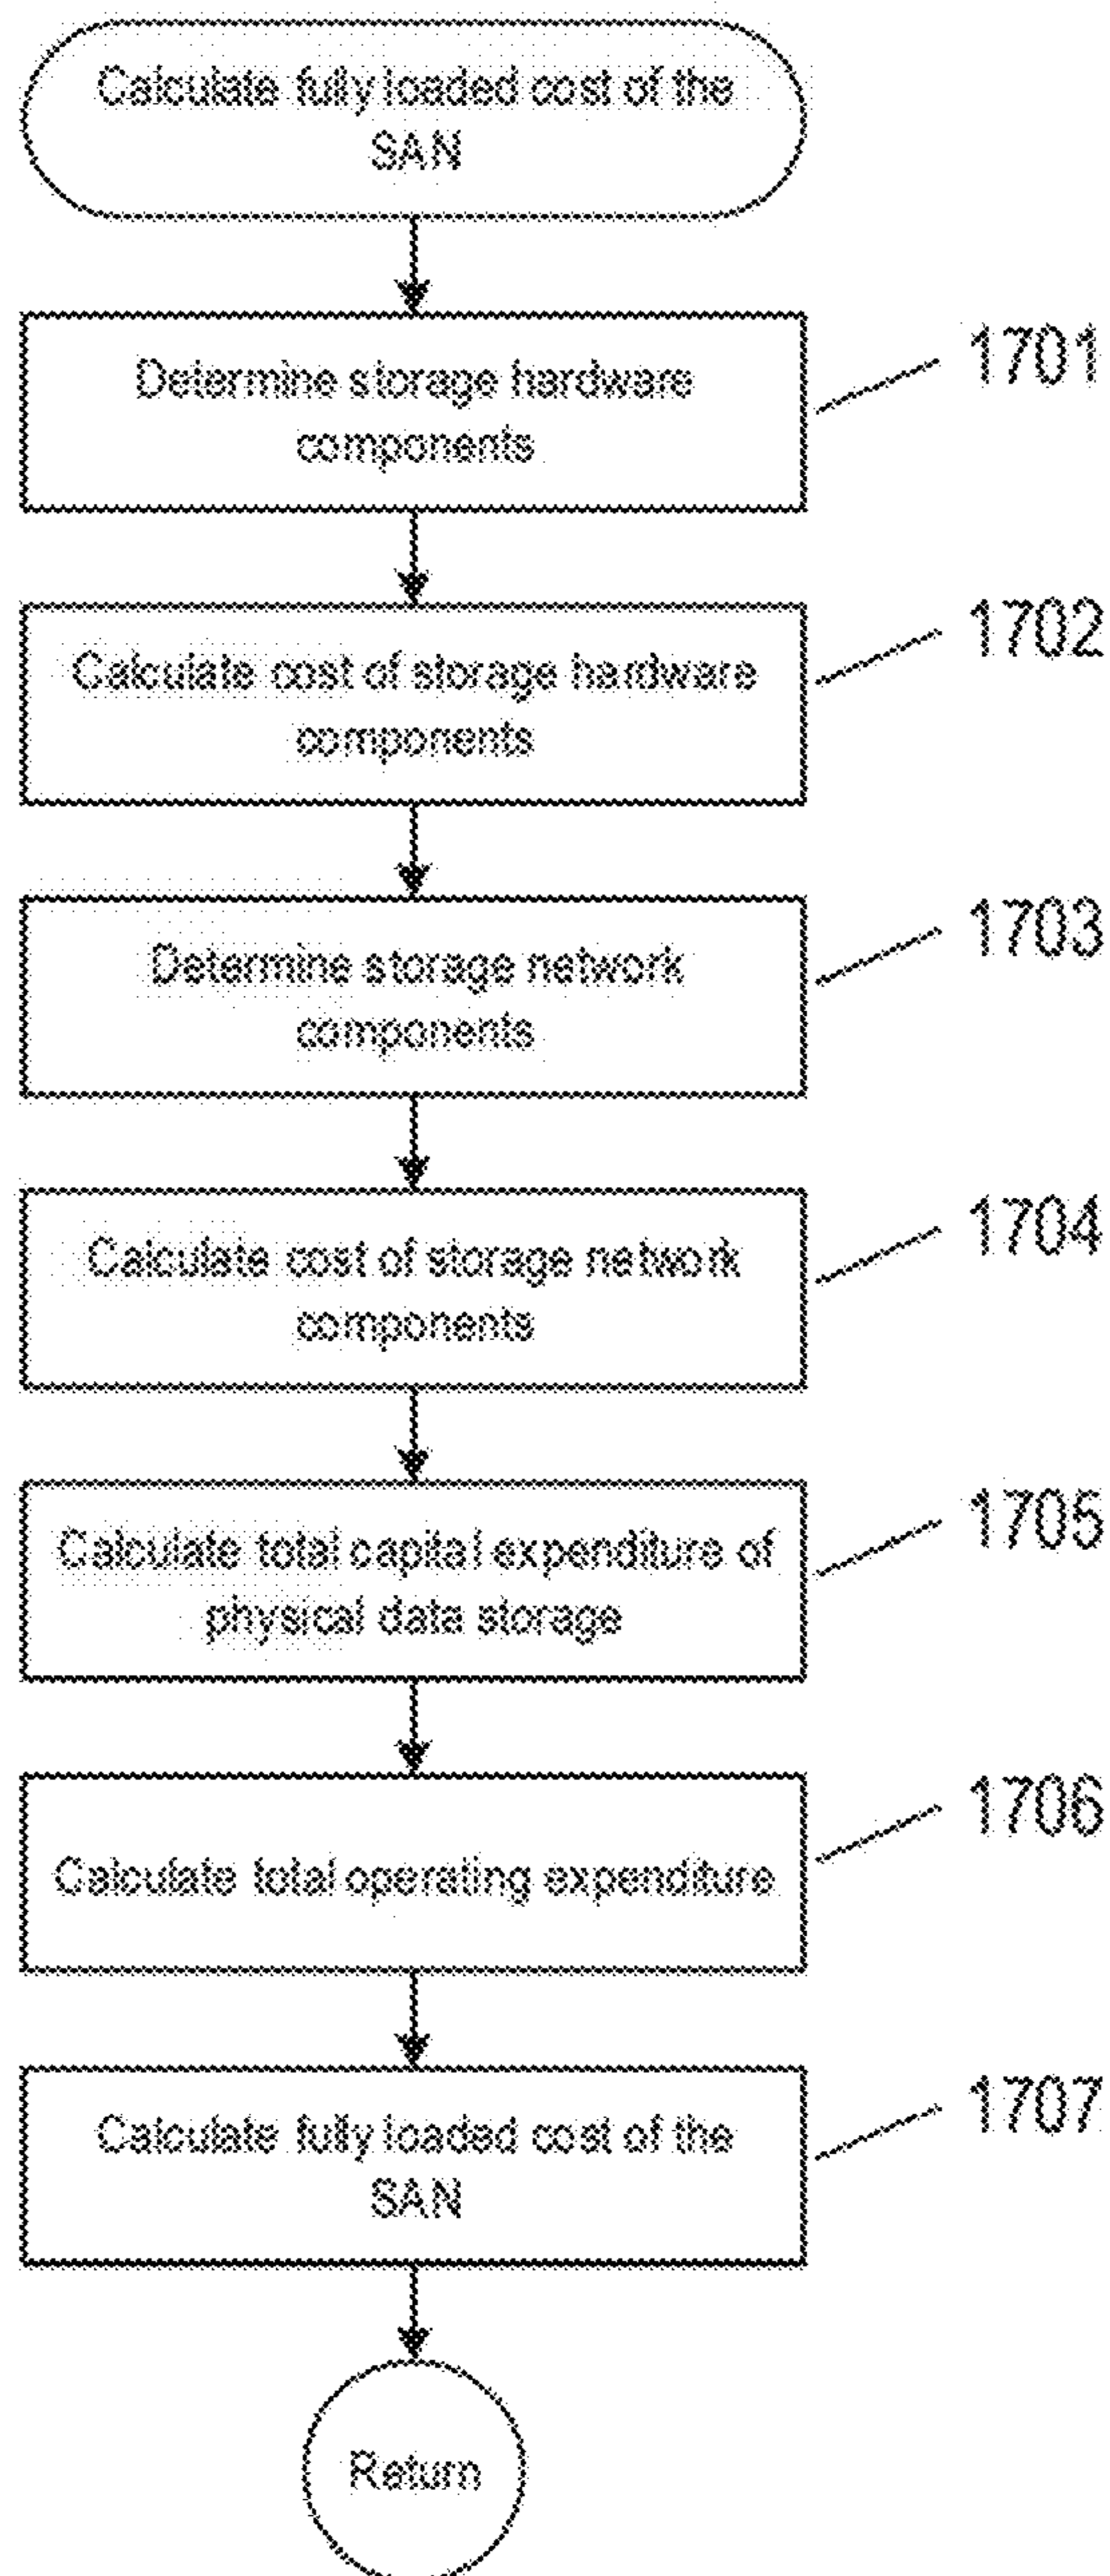 Calculate fully loaded cost of the
SAN
Determine storage hardware
components
1701
Calculate cost of storage hardware
components
1702
Determine storage network
components
1703
Calculate cost of storage network
components
1704
Calculate total capital expenditure of
physical data storage
1705
Calculate total operating expenditure
1706
Calculate fully loaded cost of the
SAN
1707
Return